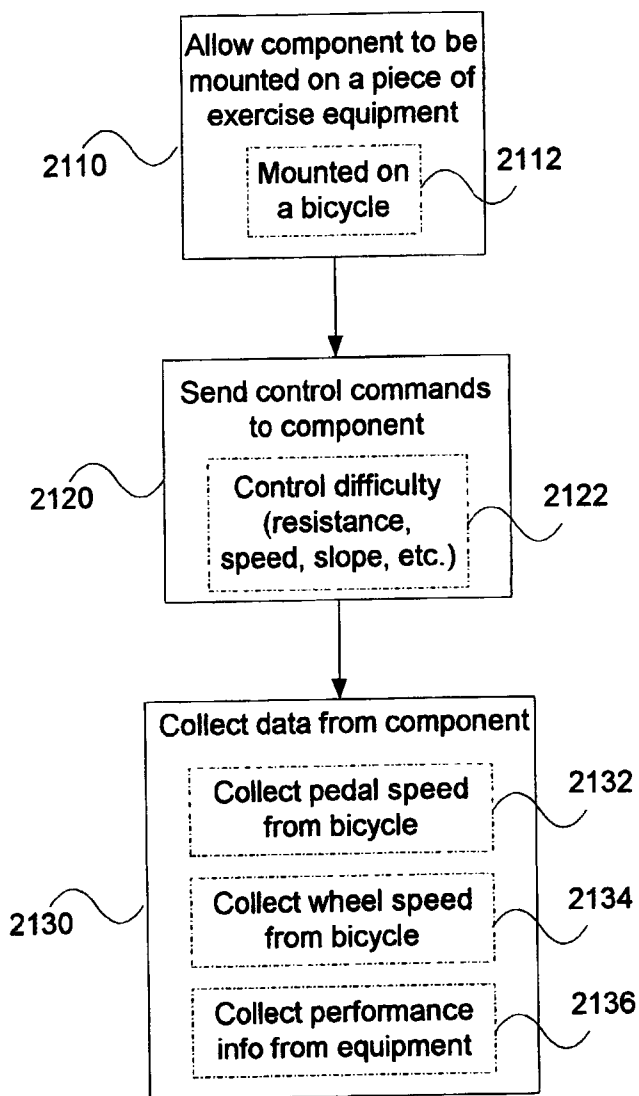 Allow component to be
mounted on a piece of
exercise equipment
2110
2112
Mounted on
a bicycle
Send control commands
to component
2120
2122
Control difficulty
(resistance,
speed, slope, etc.)
Collect data from component
2132
Collect pedal speed
from bicycle
2130
2134
Collect wheel speed
from bicycle
2136
Collect performance
info from equipment